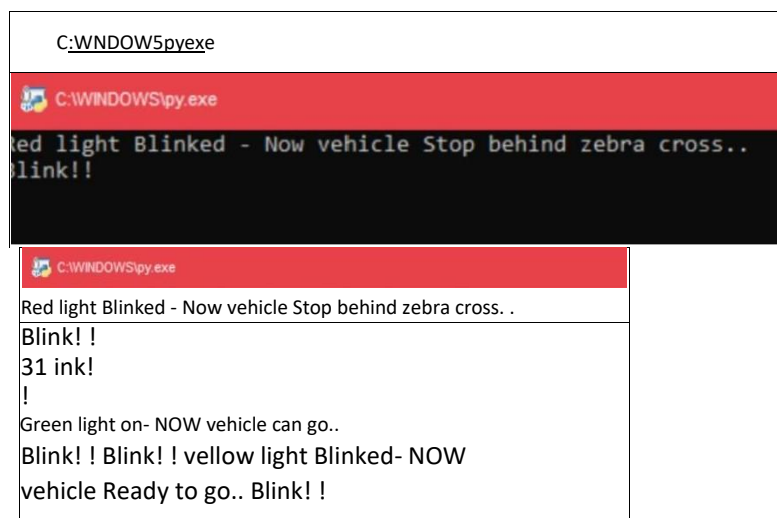 C:WNDOW5pyexe
C:\WINDOWS\py.exe
ed light Blinked - Now vehicle Stop behind zebra cross..
link!!
C:\WINDOWS\py.exe
Red light Blinked - Now vehicle Stop behind zebra cross. .
Blink! !
31 ink!
!
Green light on- NOW vehicle can go..
Blink! ! Blink! ! vellow light Blinked- NOW
vehicle Ready to go.. Blink! !